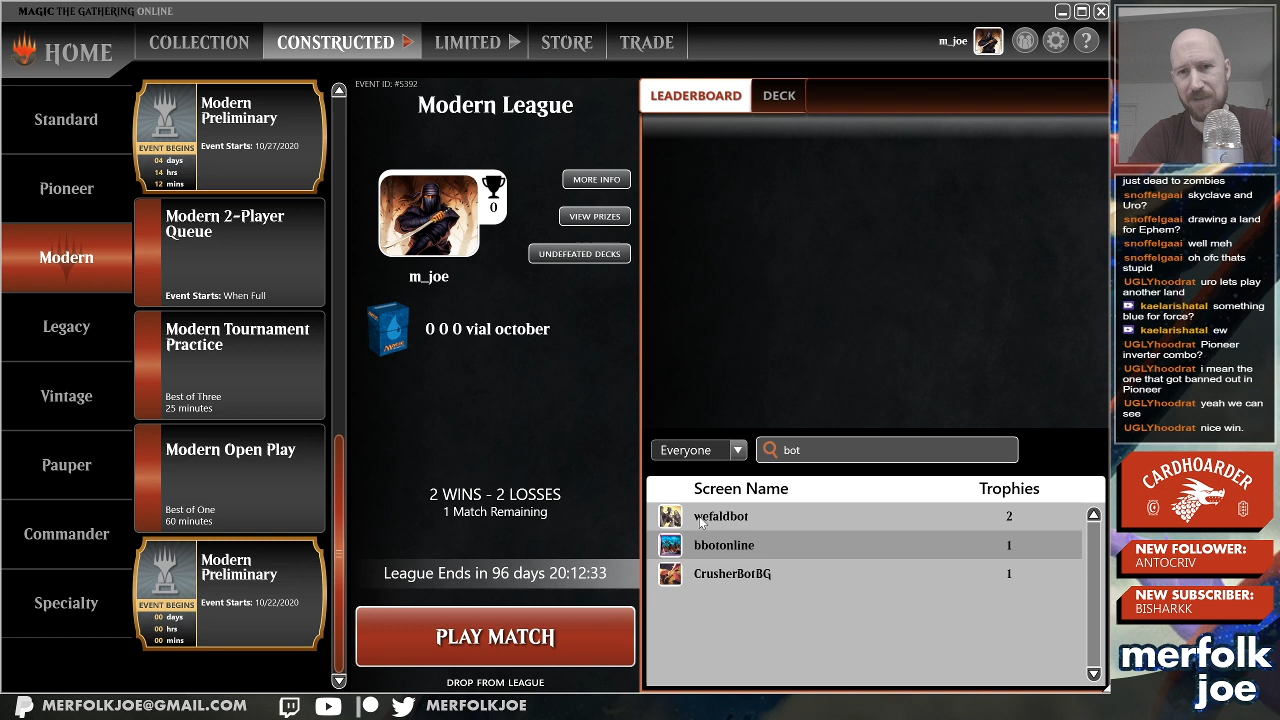 MAGIC THE GATHERING ONLINE
HOME
COLLECTION
CONSTRUCTED
LIMITED
STORE
TRADE
m_joe
?
Standard
Pioneer
Modern
Legacy
Vintage
Pauper
Commander
Specialty
Modern
Preliminary
Event Starts: 10/27/2020
EVENT BEGINS
04 days
14 hrs
12 mins
Modern 2-Player
Queue
Event Starts: When Full
Modern Tournament
Practice
Best of Three
25 minutes
Modern Open Play
Best of One
60 minutes
Modern
Preliminary
Event Starts: 10/22/2020
EVENT BEGINS
00 days
00 hrs
00 mins
EVENT ID: #5392
Modern League
0
MORE INFO
VIEW PRIZES
UNDEFEATED DECKS
m_joe
0 0 0 vial october
2 WINS - 2 LOSSES
1 Match Remaining
League Ends in 96 days 20:12:33
PLAY MATCH
DROP FROM LEAGUE
LEADERBOARD
DECK
Everyone
bot
Screen Name Trophies
wefaldbot 2
bbotonline 1
CrusherBotBG 1
just dead to zombies
snoffelgaai skyclave and
Uro?
snoffelgaai drawing a land
for Ephem?
snoffelgaai well meh
snoffelgaai oh ofc thats
stupid
UGLYhoodrat uro lets play
another land
kaelarishatal something
blue for force?
kaelarishatal ew
UGLYhoodrat Pioneer
inverter combo?
UGLYhoodrat i mean the
one that got banned out in
Pioneer
UGLYhoodrat yeah we can
see
UGLYhoodrat nice win.
CARDHOARDER
NEW FOLLOWER:
ANTOCRIV
NEW SUBSCRIBER:
BISHARKK
merfolk
joe
MERFOLKJOE@GMAIL.COM
MERFOLKJOE